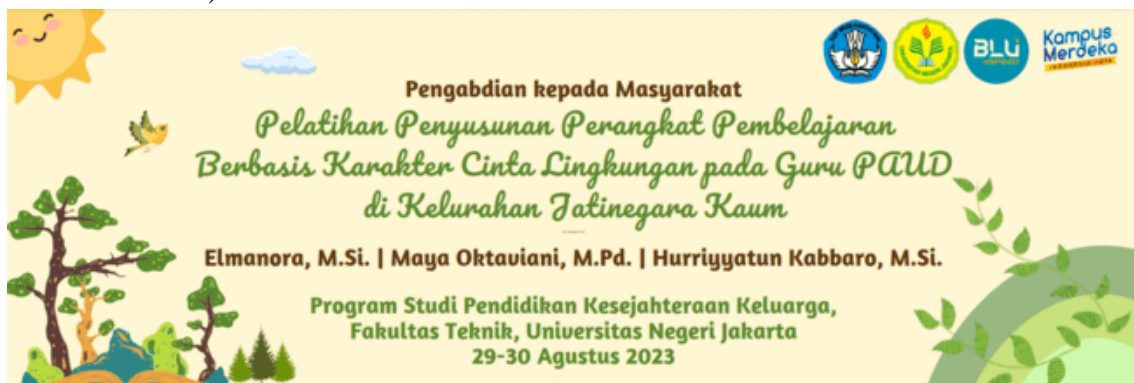 BLU
Kampus
Merdeka
INDONESIA JAYA
Pengabdian kepada Masyarakat
Pelatihan Penyusunan Perangkat Pembelajaran
Berbasis Karakter Cinta Lingkungan pada Guru PAUD
di Kelurahan Jatinegara Kaum
Elmanora, M.Si. | Maya Oktaviani, M.Pd. | Hurriyyatun Kabbaro, M.Si.
Program Studi Pendidikan Kesejahteraan Keluarga,
Fakultas Teknik, Universitas Negeri Jakarta
29-30 Agustus 2023